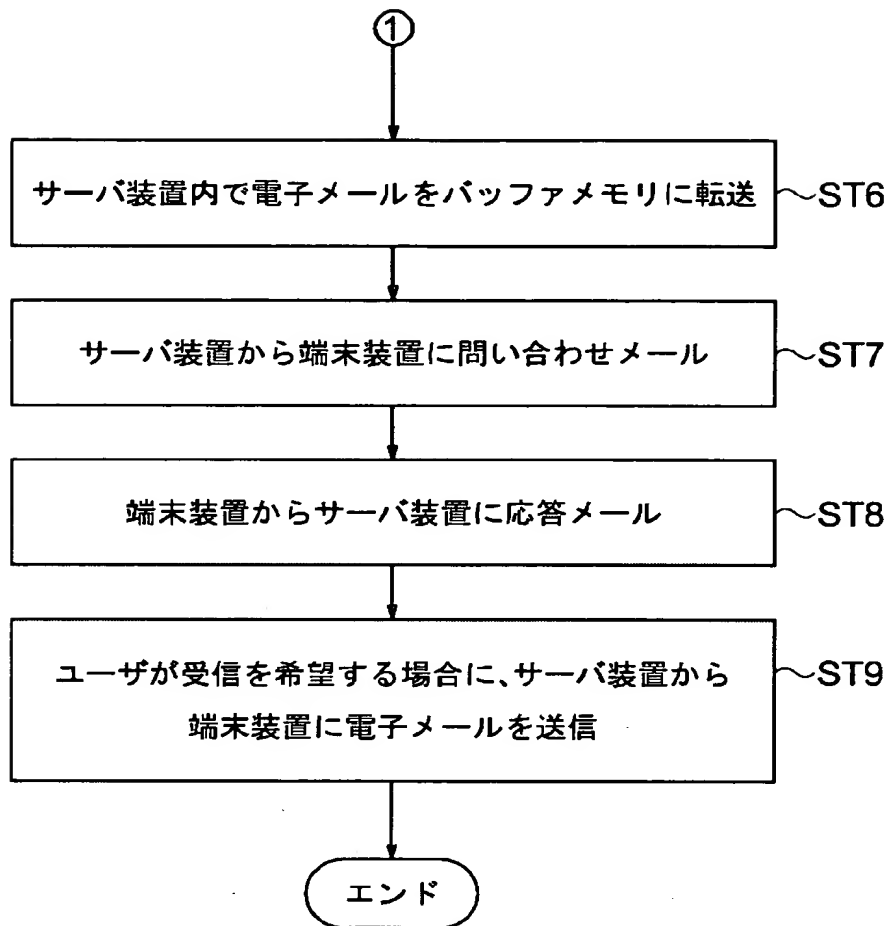 ①
サーバ装置内で電子メールをバッファメモリに転送 ～ST6
サーバ装置から端末装置に問い合わせメール ～ST7
端末装置からサーバ装置に応答メール ～ST8
ユーザが受信を希望する場合に、サーバ装置から ～ST9
端末装置に電子メールを送信
エンド